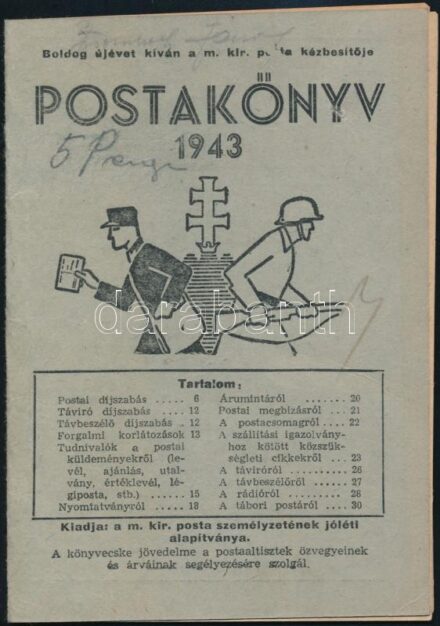 Boldog újévet kíván a m. kir. posta kézbesítője
POSTAKÖNYV
1943
5 Pengő
darabanth
Tartalom:
Postai díjszabás ..... 6
Távíró díjszabás .... 12
Távbeszélő díjszabás .. 12
Forgalmi korlátozások 13
Tudnivalók a postai
küldeményekről (le-
vél, ajánlás, utal-
vány, értéklevél, lé-
giposta, stb.) ...... 15
Nyomtatványról ..... 18
Árumintáról ....... 20
Postai megbízásról ... 21
A postacsomagról .... 22
A szállítási igazolvány-
hoz kötött közszük-
ségleti cikkekről .... 23
A távíróról ......... 26
A távbeszélőről ..... 27
A rádióról ......... 28
A tábori postáról .... 30
Kiadja: a m. kir. posta személyzetének jóléti
alapítványa.
A könyvecske jövedelme a postaaltisztek özvegyeinek
és árváinak segélyezésére szolgál.